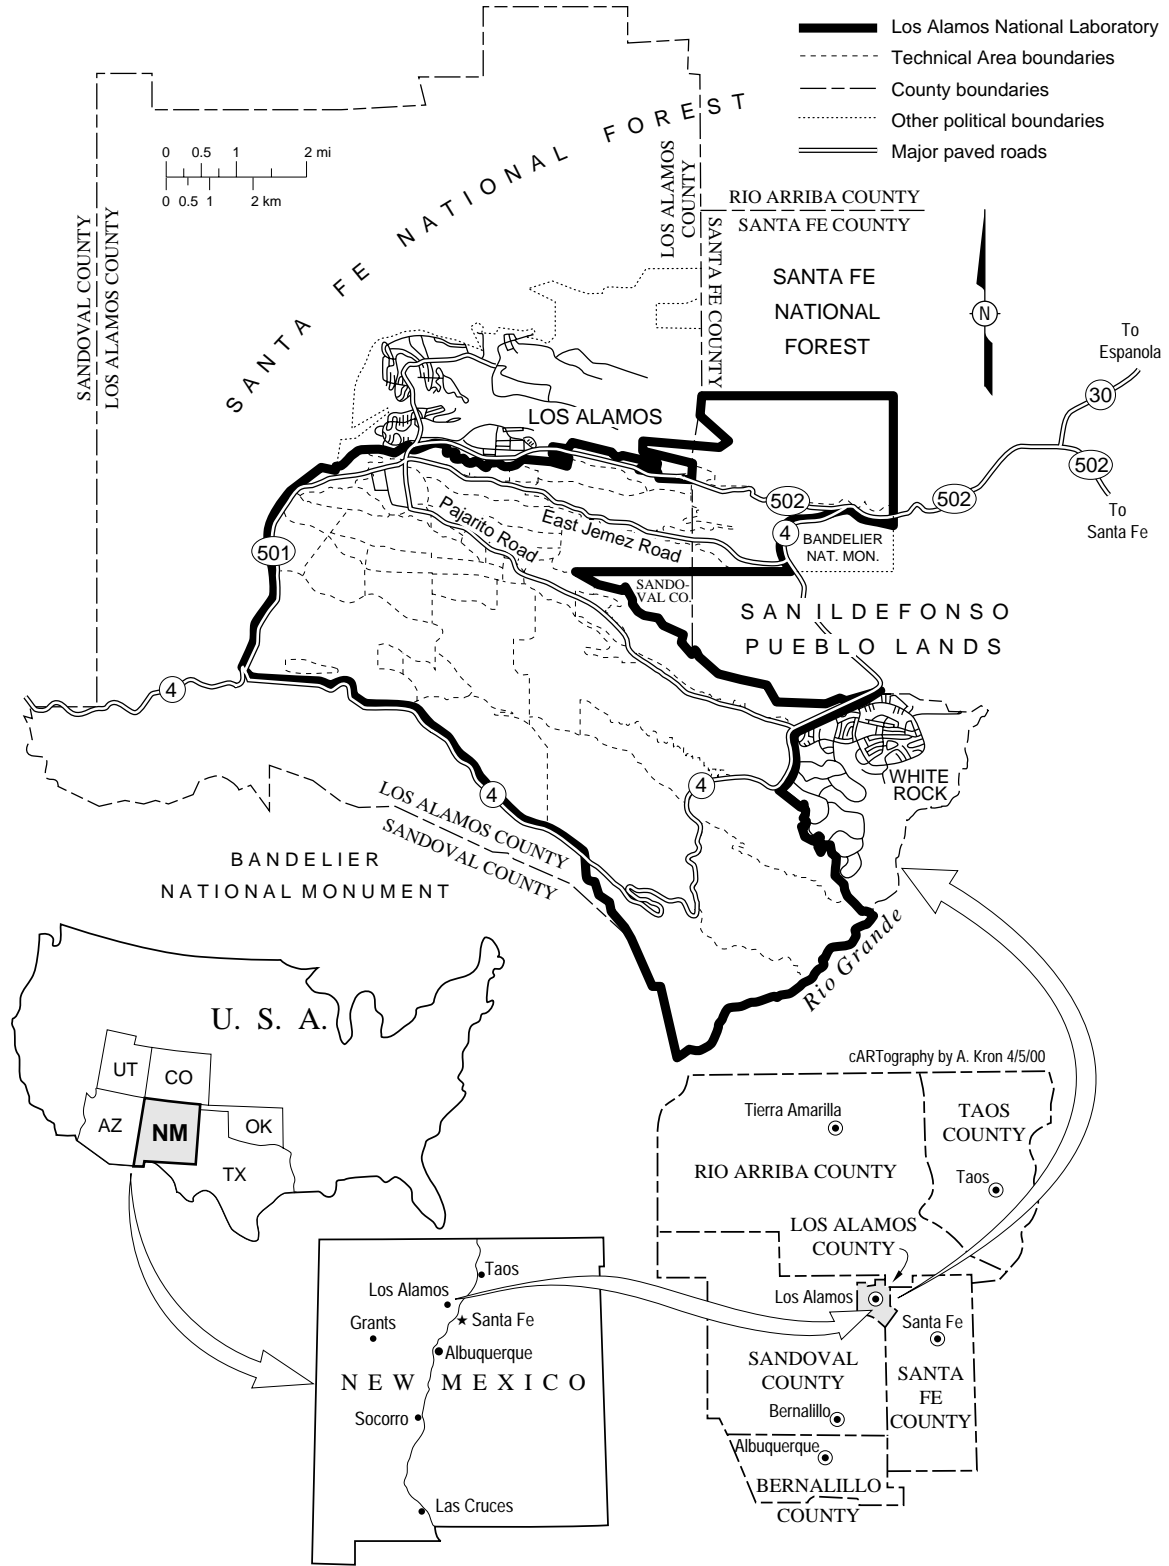 Los Alamos National Laboratory
Technical Area boundaries
County boundaries
Other political boundaries
Major paved roads
0 0.5 1 2 mi
0 0.5 1 2 km
SANTA FE NATIONAL FOREST
SANDOVAL COUNTY
LOS ALAMOS COUNTY
LOS ALAMOS
COUNTY
SANTA FE COUNTY
RIO ARRIBA COUNTY
SANTA FE COUNTY
SANTA FE
NATIONAL
FOREST
N
To
Espanola
30
502
To
Santa Fe
502
502
LOS ALAMOS
501
Pajarito Road
East Jemez Road
4
BANDELIER
NAT. MON.
SANDO-
VAL CO.
SAN ILDEFONSO
PUEBLO LANDS
4
4
4
WHITE
ROCK
LOS ALAMOS COUNTY
SANDOVAL COUNTY
BANDELIER
NATIONAL MONUMENT
Rio Grande
U. S. A.
UT
CO
AZ
NM
OK
TX
cARTography by A. Kron 4/5/00
Tierra Amarilla
TAOS
COUNTY
RIO ARRIBA COUNTY
Taos
LOS ALAMOS
COUNTY
Los Alamos
Santa Fe
SANDOVAL
COUNTY
SANTA
FE
COUNTY
Bernalillo
Albuquerque
BERNALILLO
COUNTY
Taos
Los Alamos
Santa Fe
Grants
Albuquerque
NEW MEXICO
Socorro
Las Cruces